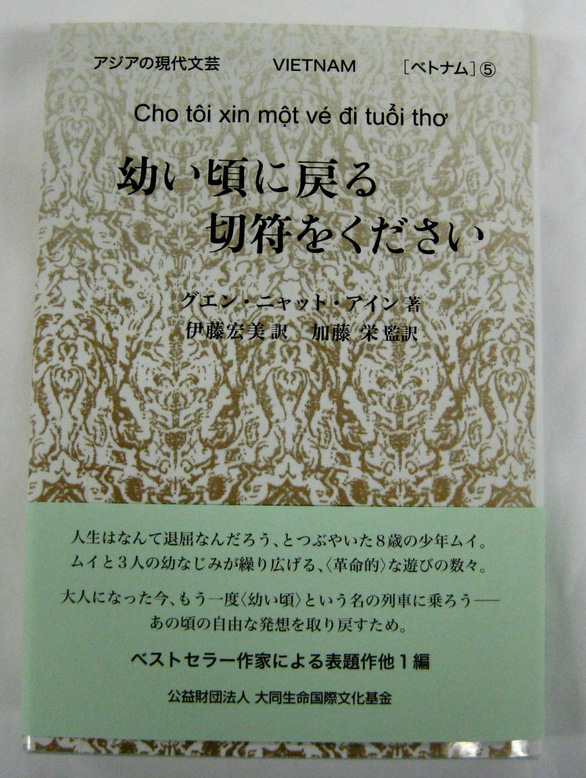 アジアの現代文芸 VIETNAM [ベトナム]⑤
Cho tôi xin một vé đi tuổi thơ
幼い頃に戻る
切符をください
グエン・ニャット・アイン 著
伊藤宏美 訳 加藤 栄 監訳
人生はなんて退屈なんだろう、とつぶやいた8歳の少年ムイ。
ムイと3人の幼なじみが繰り広げる、〈革命的〉な遊びの数々。
大人になった今、もう一度〈幼い頃〉という名の列車に乗ろう――
あの頃の自由な発想を取り戻すため。
ベストセラー作家による表題作他1編
公益財団法人 大同生命国際文化基金